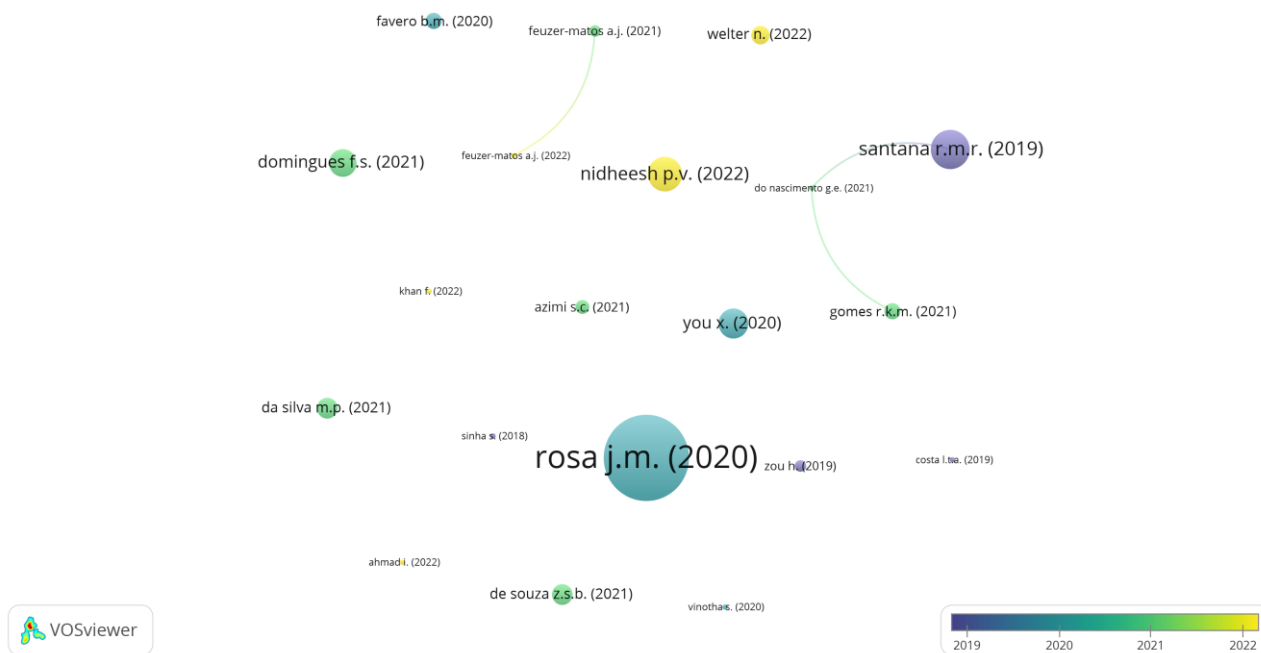 favero b.m. (2020)
feuzer-matos a.j. (2021)
welter n. (2022)
domingues f.s. (2021)
feuzer-matos a.j. (2022)
nidheesh p.v. (2022)
santana r.m.r. (2019)
do nascimento g.e. (2021)
khan f. (2022)
azimi s.c. (2021)
you x. (2020)
gomes r.k.m. (2021)
da silva m.p. (2021)
sinha s. (2018)
rosa j.m. (2020)
zou h. (2019)
(2019)
ahmad i. (2022)
de souza z.s.b. (2021)
vinotha s. (2020)
VOSviewer
2019 2020 2021 2022